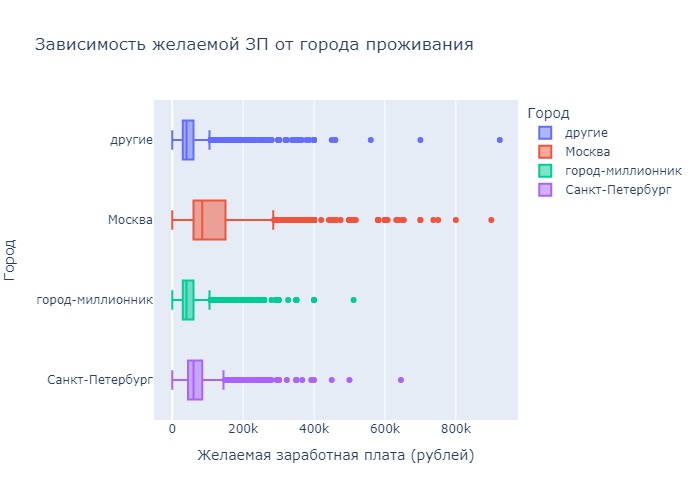 Зависимость желаемой ЗП от города проживания
Город
другие
Москва
город-миллионник
Санкт-Петербург
другие
Москва
город-миллионник
Санкт-Петербург
Город
0 200k 400k 600k 800k
Желаемая заработная плата (рублей)